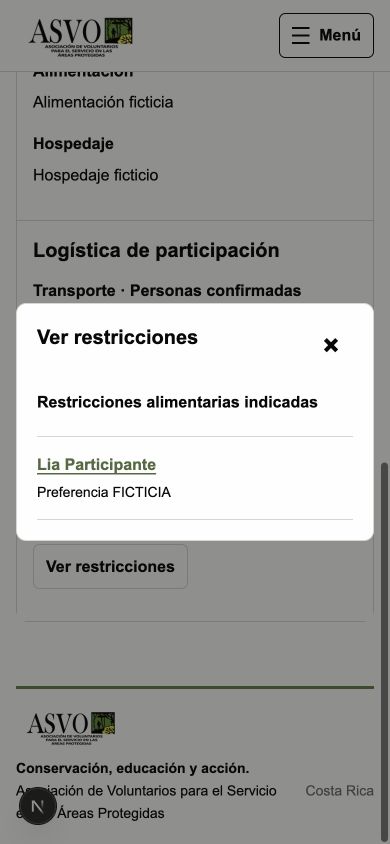 ASVO
ASOCIACIÓN DE VOLUNTARIOS
PARA EL SERVICIO EN LAS
ÁREAS PROTEGIDAS
Menú
Alimentación
Alimentación ficticia
Hospedaje
Hospedaje ficticio
Logística de participación
Transporte · Personas confirmadas
Ver restricciones
×
Restricciones alimentarias indicadas
Lia Participante
Preferencia FICTICIA
Ver restricciones
ASVO
ASOCIACIÓN DE VOLUNTARIOS
PARA EL SERVICIO EN LAS
ÁREAS PROTEGIDAS
Conservación, educación y acción.
Asociación de Voluntarios para el Servicio
Costa Rica
Áreas Protegidas
N